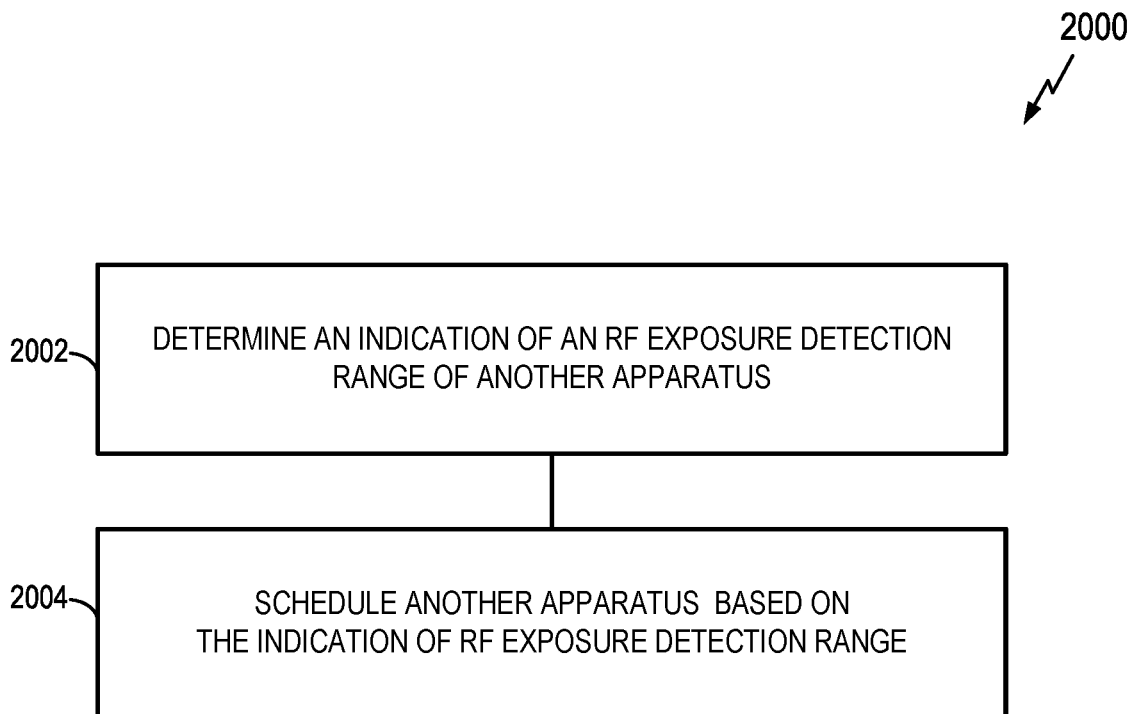 2000
2002
DETERMINE AN INDICATION OF AN RF EXPOSURE DETECTION
RANGE OF ANOTHER APPARATUS
2004
SCHEDULE ANOTHER APPARATUS BASED ON
THE INDICATION OF RF EXPOSURE DETECTION RANGE